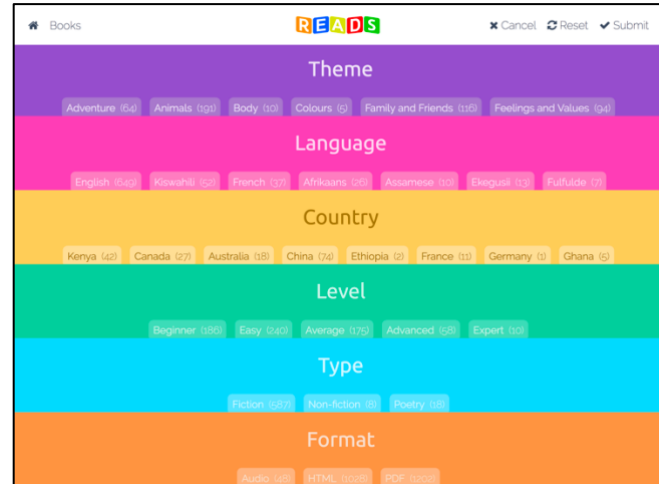 Books READS Cancel Reset Submit
Theme
Adventure (64) Animals (191) Body (10) Colours (5) Family and Friends (116) Feelings and Values (94)
Language
English (649) Kiswahili (52) French (37) Afrikaans (26) Assamese (10) Ekegusii (13) Fulfulde (7)
Country
Kenya (42) Canada (27) Australia (18) China (74) Ethiopia (2) France (11) Germany (1) Ghana (5)
Level
Beginner (186) Easy (240) Average (175) Advanced (58) Expert (10)
Type
Fiction (587) Non-fiction (8) Poetry (18)
Format
Audio (48) HTML (1028) PDF (1202)